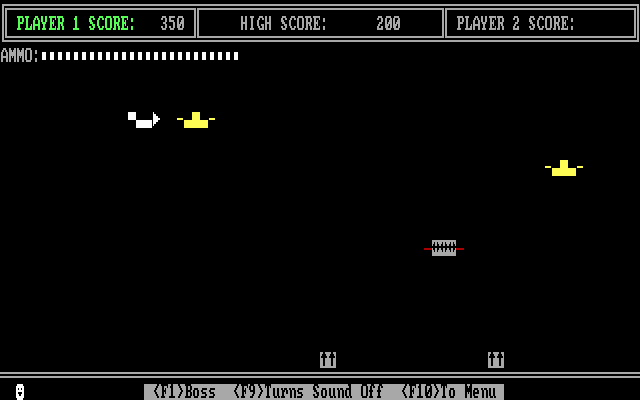 PLAYER 1 SCORE: 350 HIGH SCORE: 200 PLAYER 2 SCORE:
AMMO:
<F1>Boss <F9>Turns Sound Off <F10>To Menu